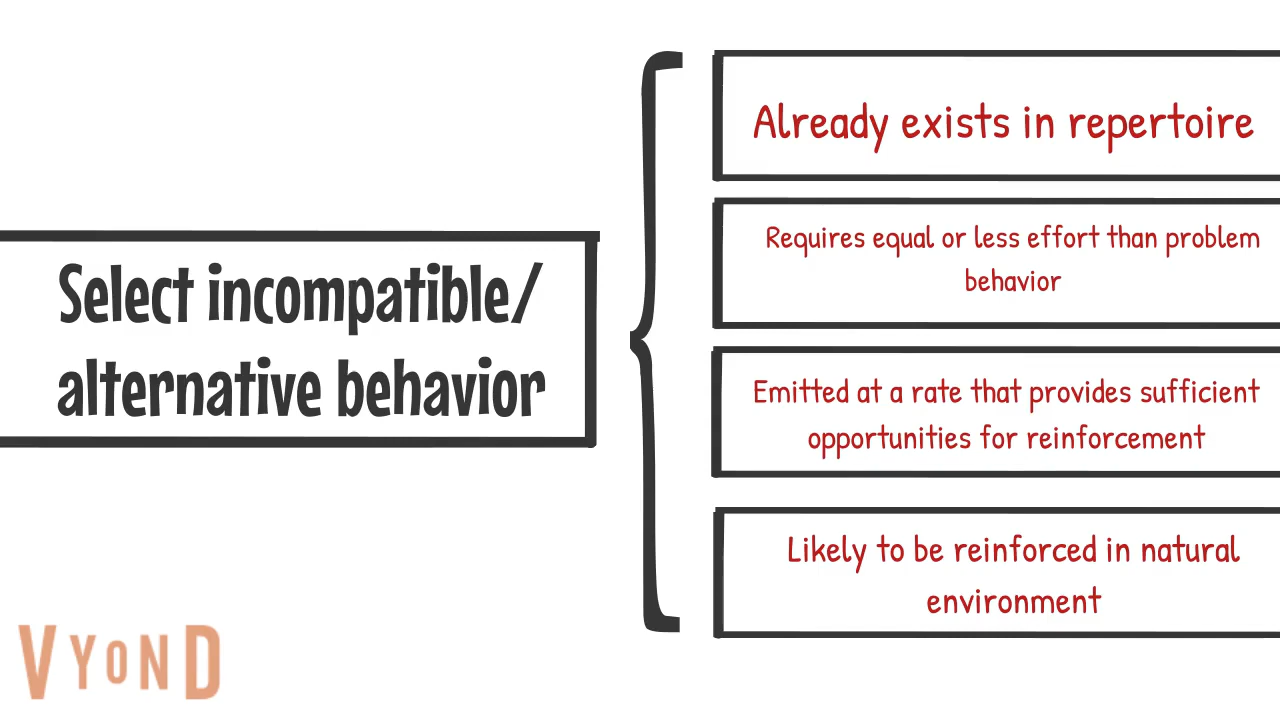 Select incompatible/
alternative behavior
Already exists in repertoire
Requires equal or less effort than problem
behavior
Emitted at a rate that provides sufficient
opportunities for reinforcement
Likely to be reinforced in natural
environment
VYOND